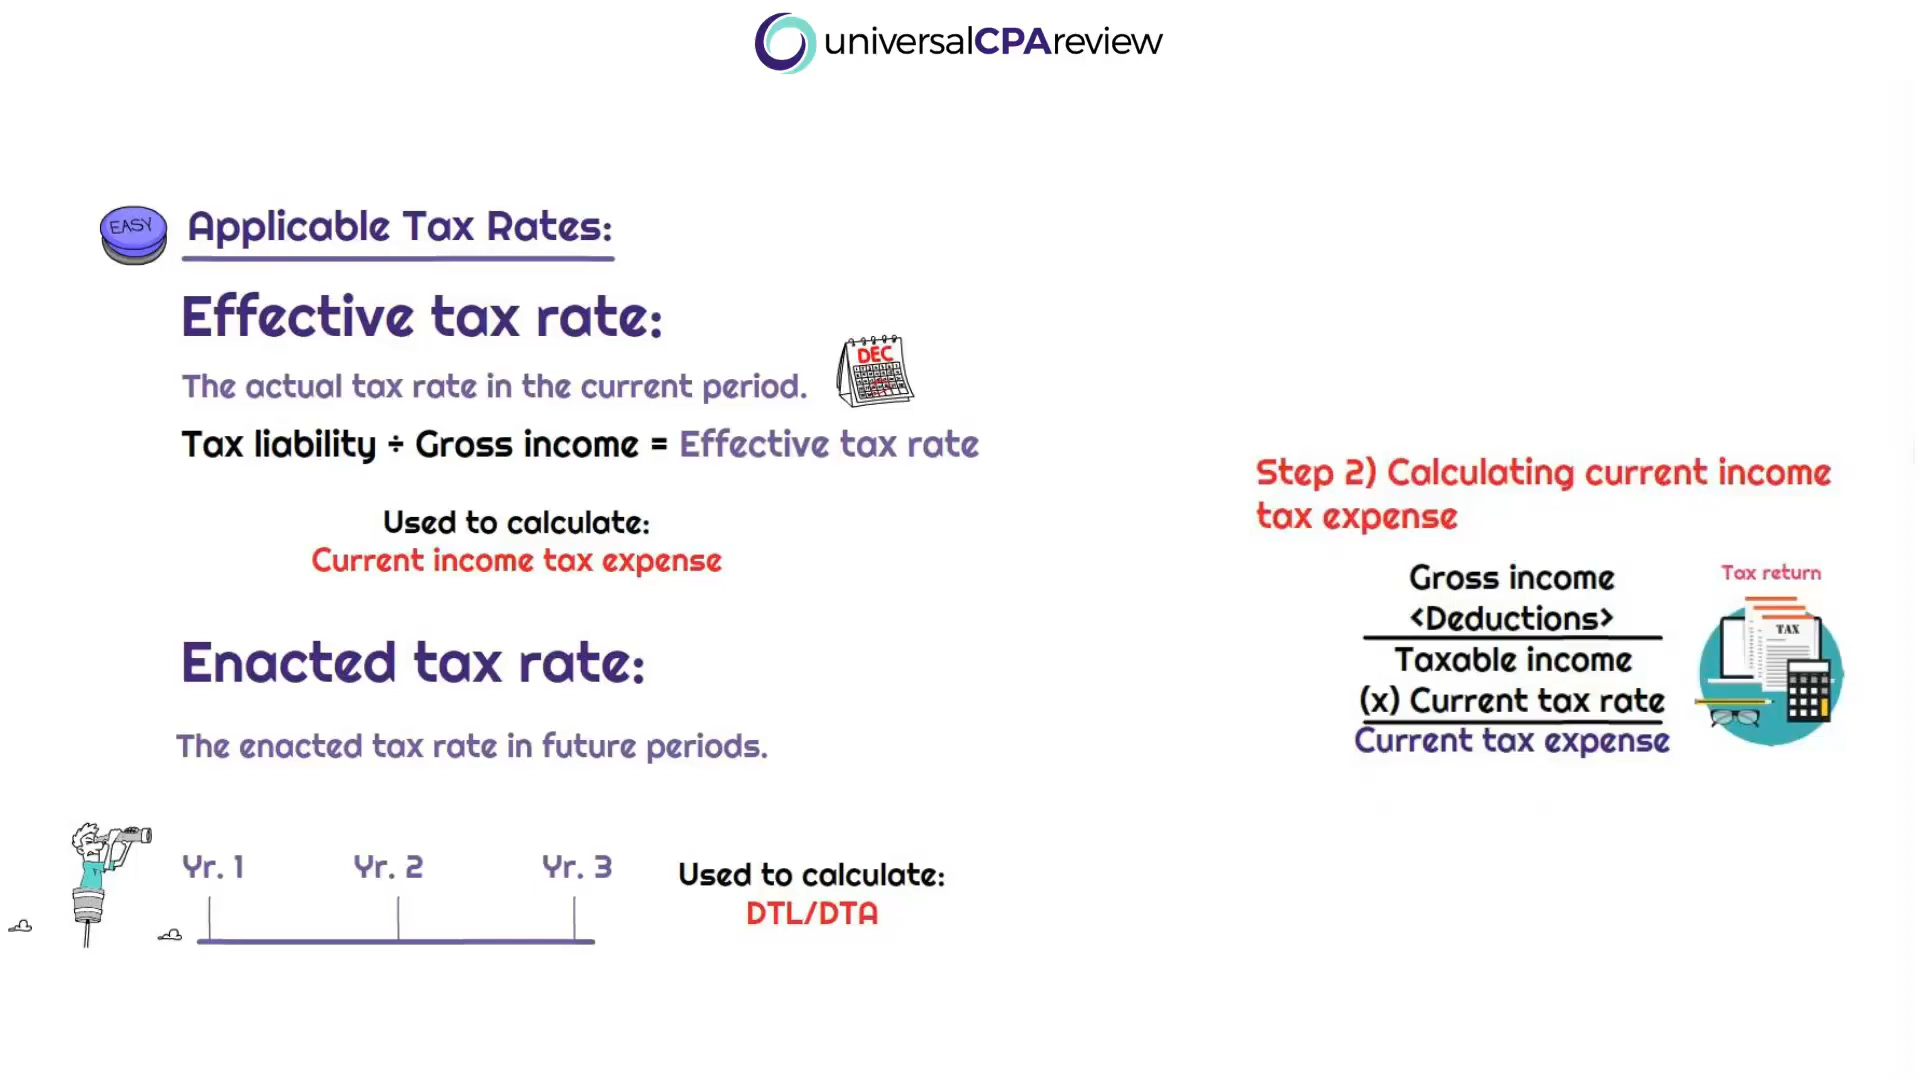 universalCPAreview
EASY
Applicable Tax Rates:
Effective tax rate:
The actual tax rate in the current period.
DEC
Tax liability ÷ Gross income = Effective tax rate
Used to calculate:
Current income tax expense
Enacted tax rate:
The enacted tax rate in future periods.
Yr. 1
Yr. 2
Yr. 3
Used to calculate:
DTL/DTA
Step 2) Calculating current income
tax expense
Gross income
<Deductions>
Taxable income
(x) Current tax rate
Current tax expense
Tax return
TAX